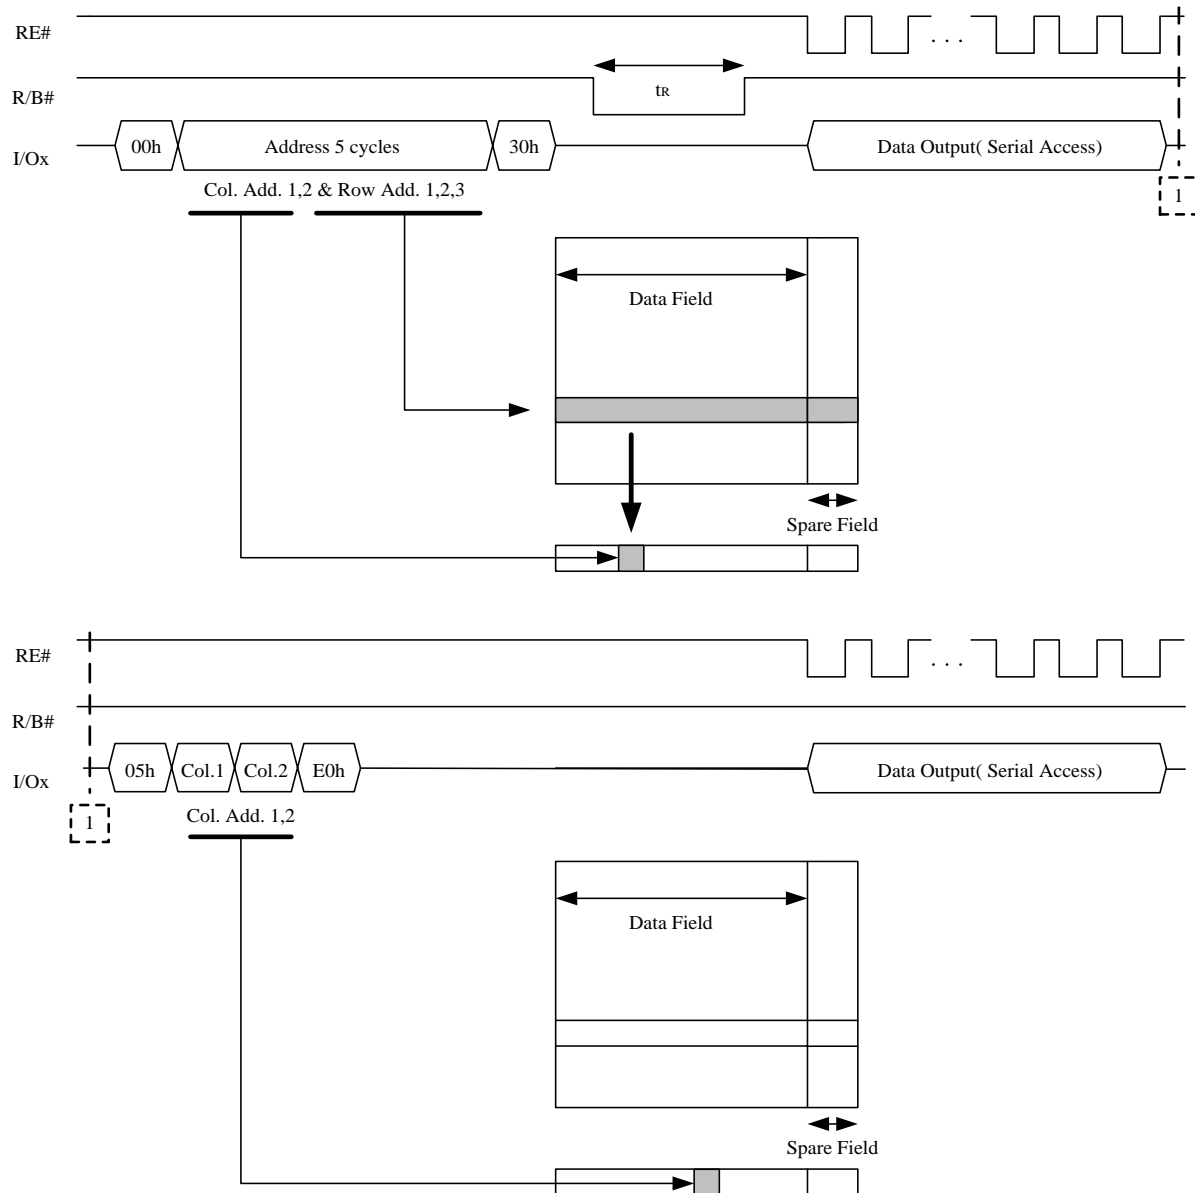 RE#
R/B#
tR
I/Ox
00h
Address 5 cycles
30h
Data Output( Serial Access)
Col. Add. 1,2 & Row Add. 1,2,3
1
Data Field
Spare Field
RE#
. . .
. . .
R/B#
I/Ox
05h
Col.1
Col.2
E0h
Data Output( Serial Access)
1
Col. Add. 1,2
Data Field
Spare Field